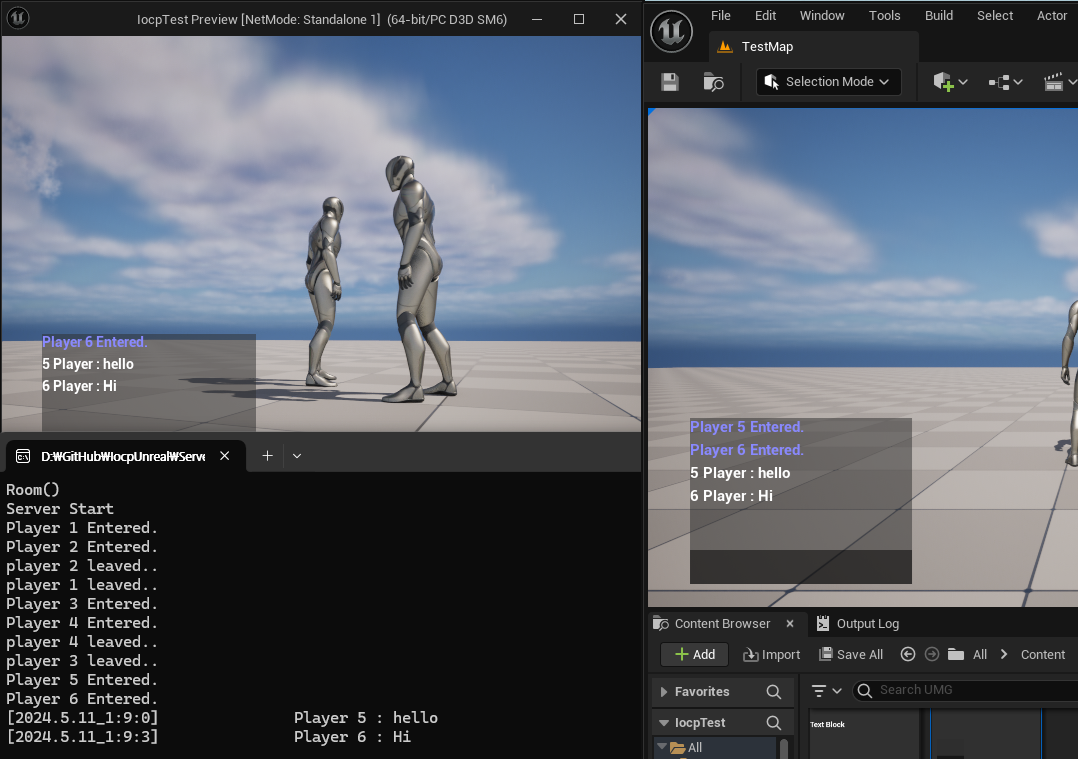 IocpTest Preview [NetMode: Standalone 1] (64-bit/PC D3D SM6)
Player 6 Entered.
5 Player : hello
6 Player : Hi
D:₩GitHub₩IocpUnreal₩Serve
Room()
Server Start
Player 1 Entered.
Player 2 Entered.
player 2 leaved..
player 1 leaved..
Player 3 Entered.
Player 4 Entered.
player 4 leaved..
player 3 leaved..
Player 5 Entered.
Player 6 Entered.
[2024.5.11_1:9:0] Player 5 : hello
[2024.5.11_1:9:3] Player 6 : Hi
File Edit Window Tools Build Select Actor
TestMap
Selection Mode
Player 5 Entered.
Player 6 Entered.
5 Player : hello
6 Player : Hi
Content Browser Output Log
Add Import Save All All Content
Favorites Search UMG
IocpTest
All
Text Block